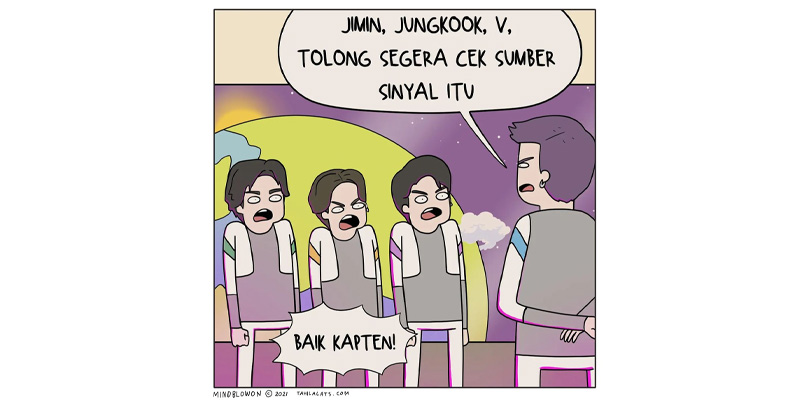 JIMIN, JUNGKOOK, V,
TOLONG SEGERA CEK SUMBER
SINYAL ITU
BAIK KAPTEN!
MINDBLOWON © 2021 TAHILALATS.COM